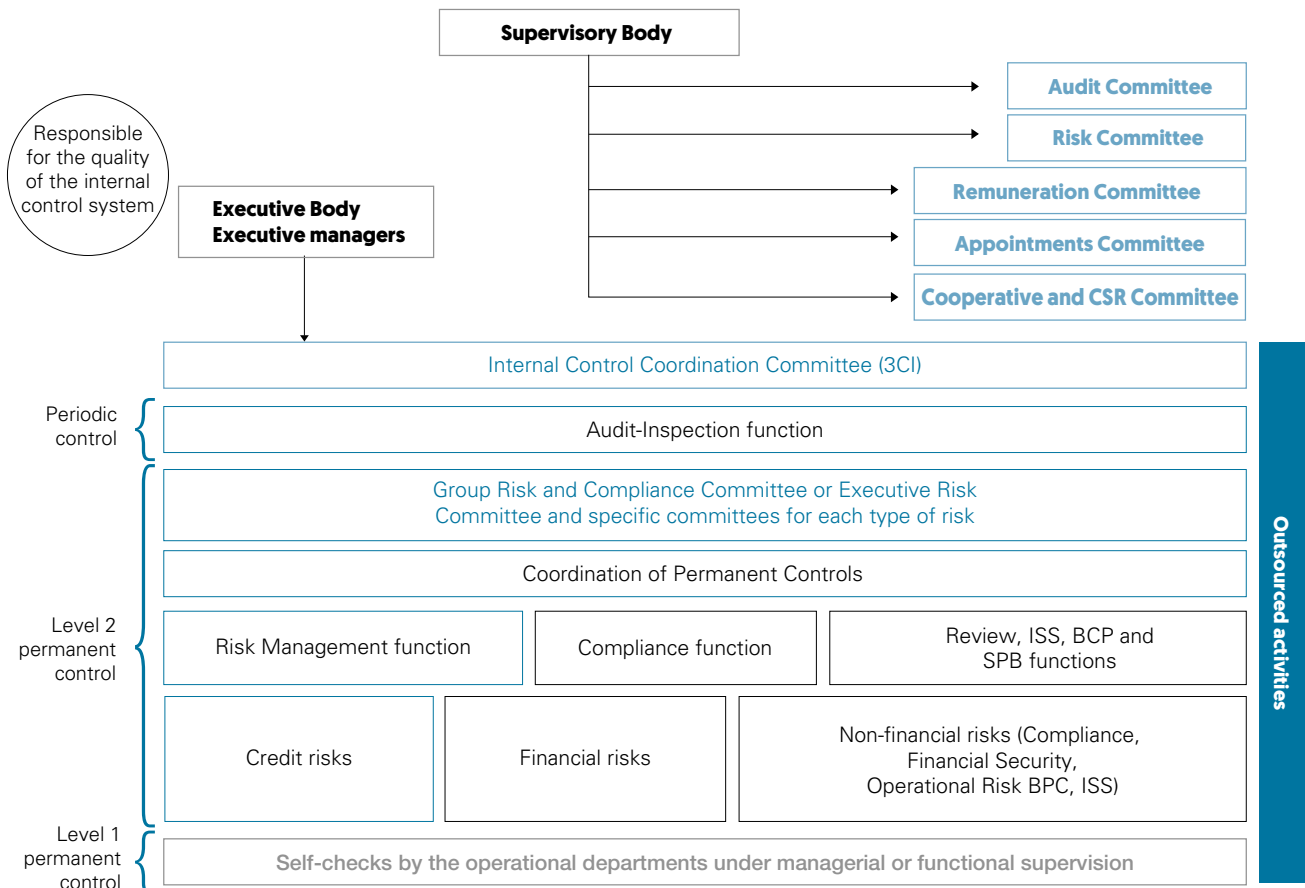 Supervisory Body
Audit Committee
Risk Committee
Remuneration Committee
Appointments Committee
Cooperative and CSR Committee
Responsible
for the quality
of the internal
control system
Executive Body
Executive managers
Internal Control Coordination Committee (3CI)
Periodic
control
Audit-Inspection function
Group Risk and Compliance Committee or Executive Risk
Committee and specific committees for each type of risk
Coordination of Permanent Controls
Level 2
permanent
control
Risk Management function
Compliance function
Review, ISS, BCP and
SPB functions
Credit risks
Financial risks
Non-financial risks (Compliance,
Financial Security,
Operational Risk BPC, ISS)
Level 1
permanent
control
Self-checks by the operational departments under managerial or functional supervision
Outsourced activities